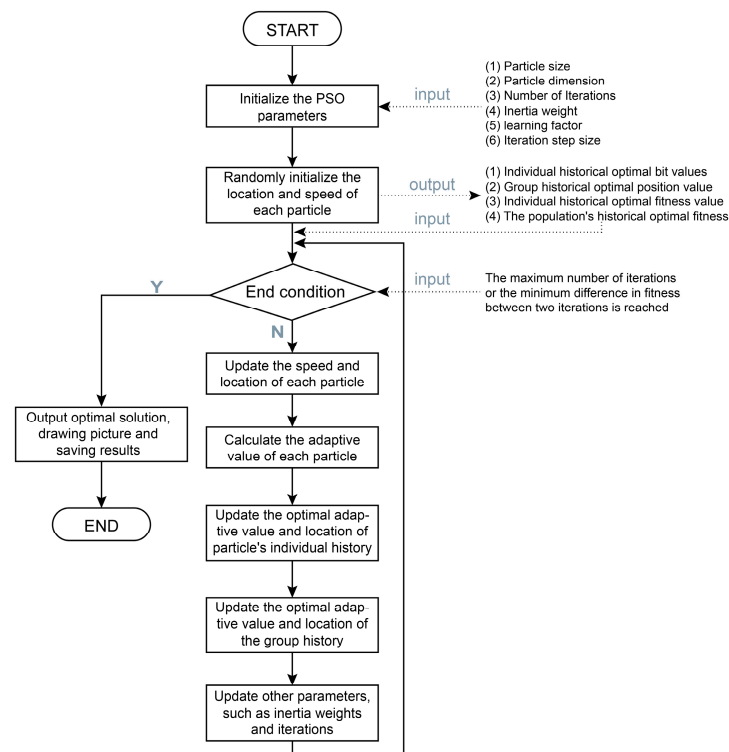 START
Initialize the PSO
parameters
input
(1) Particle size
(2) Particle dimension
(3) Number of Iterations
(4) Inertia weight
(5) learning factor
(6) Iteration step size
Randomly initialize the
location and speed of
each particle
output
input
(1) Individual historical optimal bit values
(2) Group historical optimal position value
(3) Individual historical optimal fitness value
(4) The population's historical optimal fitness
End condition
Y
N
input
The maximum number of iterations
or the minimum difference in fitness
between two iterations is reached
Update the speed and
location of each particle
Output optimal solution,
drawing picture and
saving results
Calculate the adaptive
value of each particle
END
Update the optimal adap-
tive value and location of
particle's individual history
Update the optimal adap-
tive value and location of
the group history
Update other parameters,
such as inertia weights
and iterations